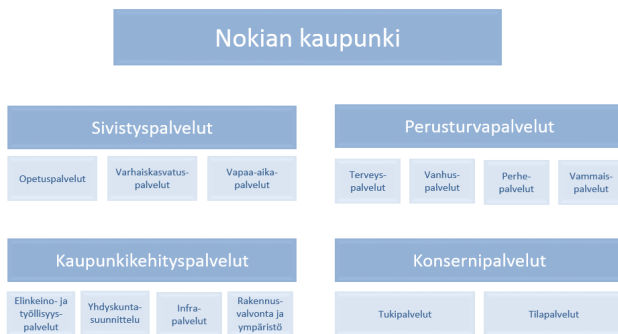 Nokian kaupunki
Sivistyspalvelut
Opetuspalvelut
Varhaiskasvatus-
palvelut
Vapaa-aika-
palvelut
Perusturvapalvelut
Terveys-
palvelut
Vanhus-
palvelut
Perhe-
palvelut
Vammais-
palvelut
Kaupunkikehityspalvelut
Elinkeino- ja
työllisyys-
palvelut
Yhdyskunta-
suunnittelu
Infra-
palvelut
Rakennus-
valvonta ja
ympäristö
Konsernipalvelut
Tukipalvelut
Tilapalvelut